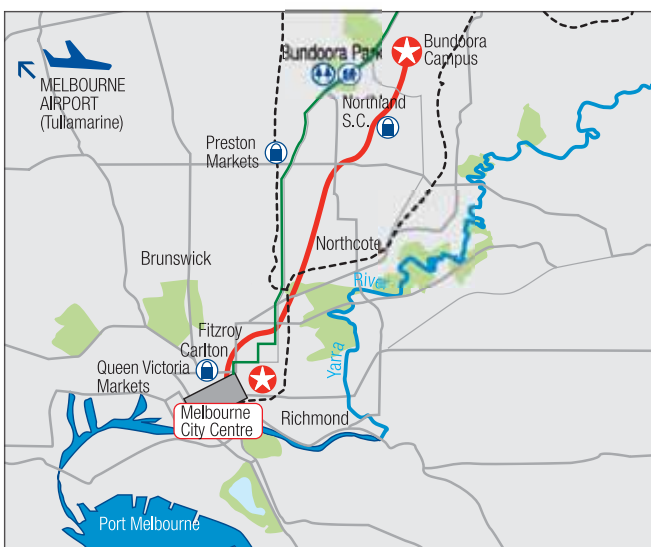 Bundoora Park
Bundoora
Campus
MELBOURNE
AIRPORT
(Tullamarine)
Northland
S.C.
Preston
Markets
Northcote
Brunswick
River
Yarra
Fitzroy
Carlton
Queen Victoria
Markets
Melbourne
City Centre
Richmond
Port Melbourne